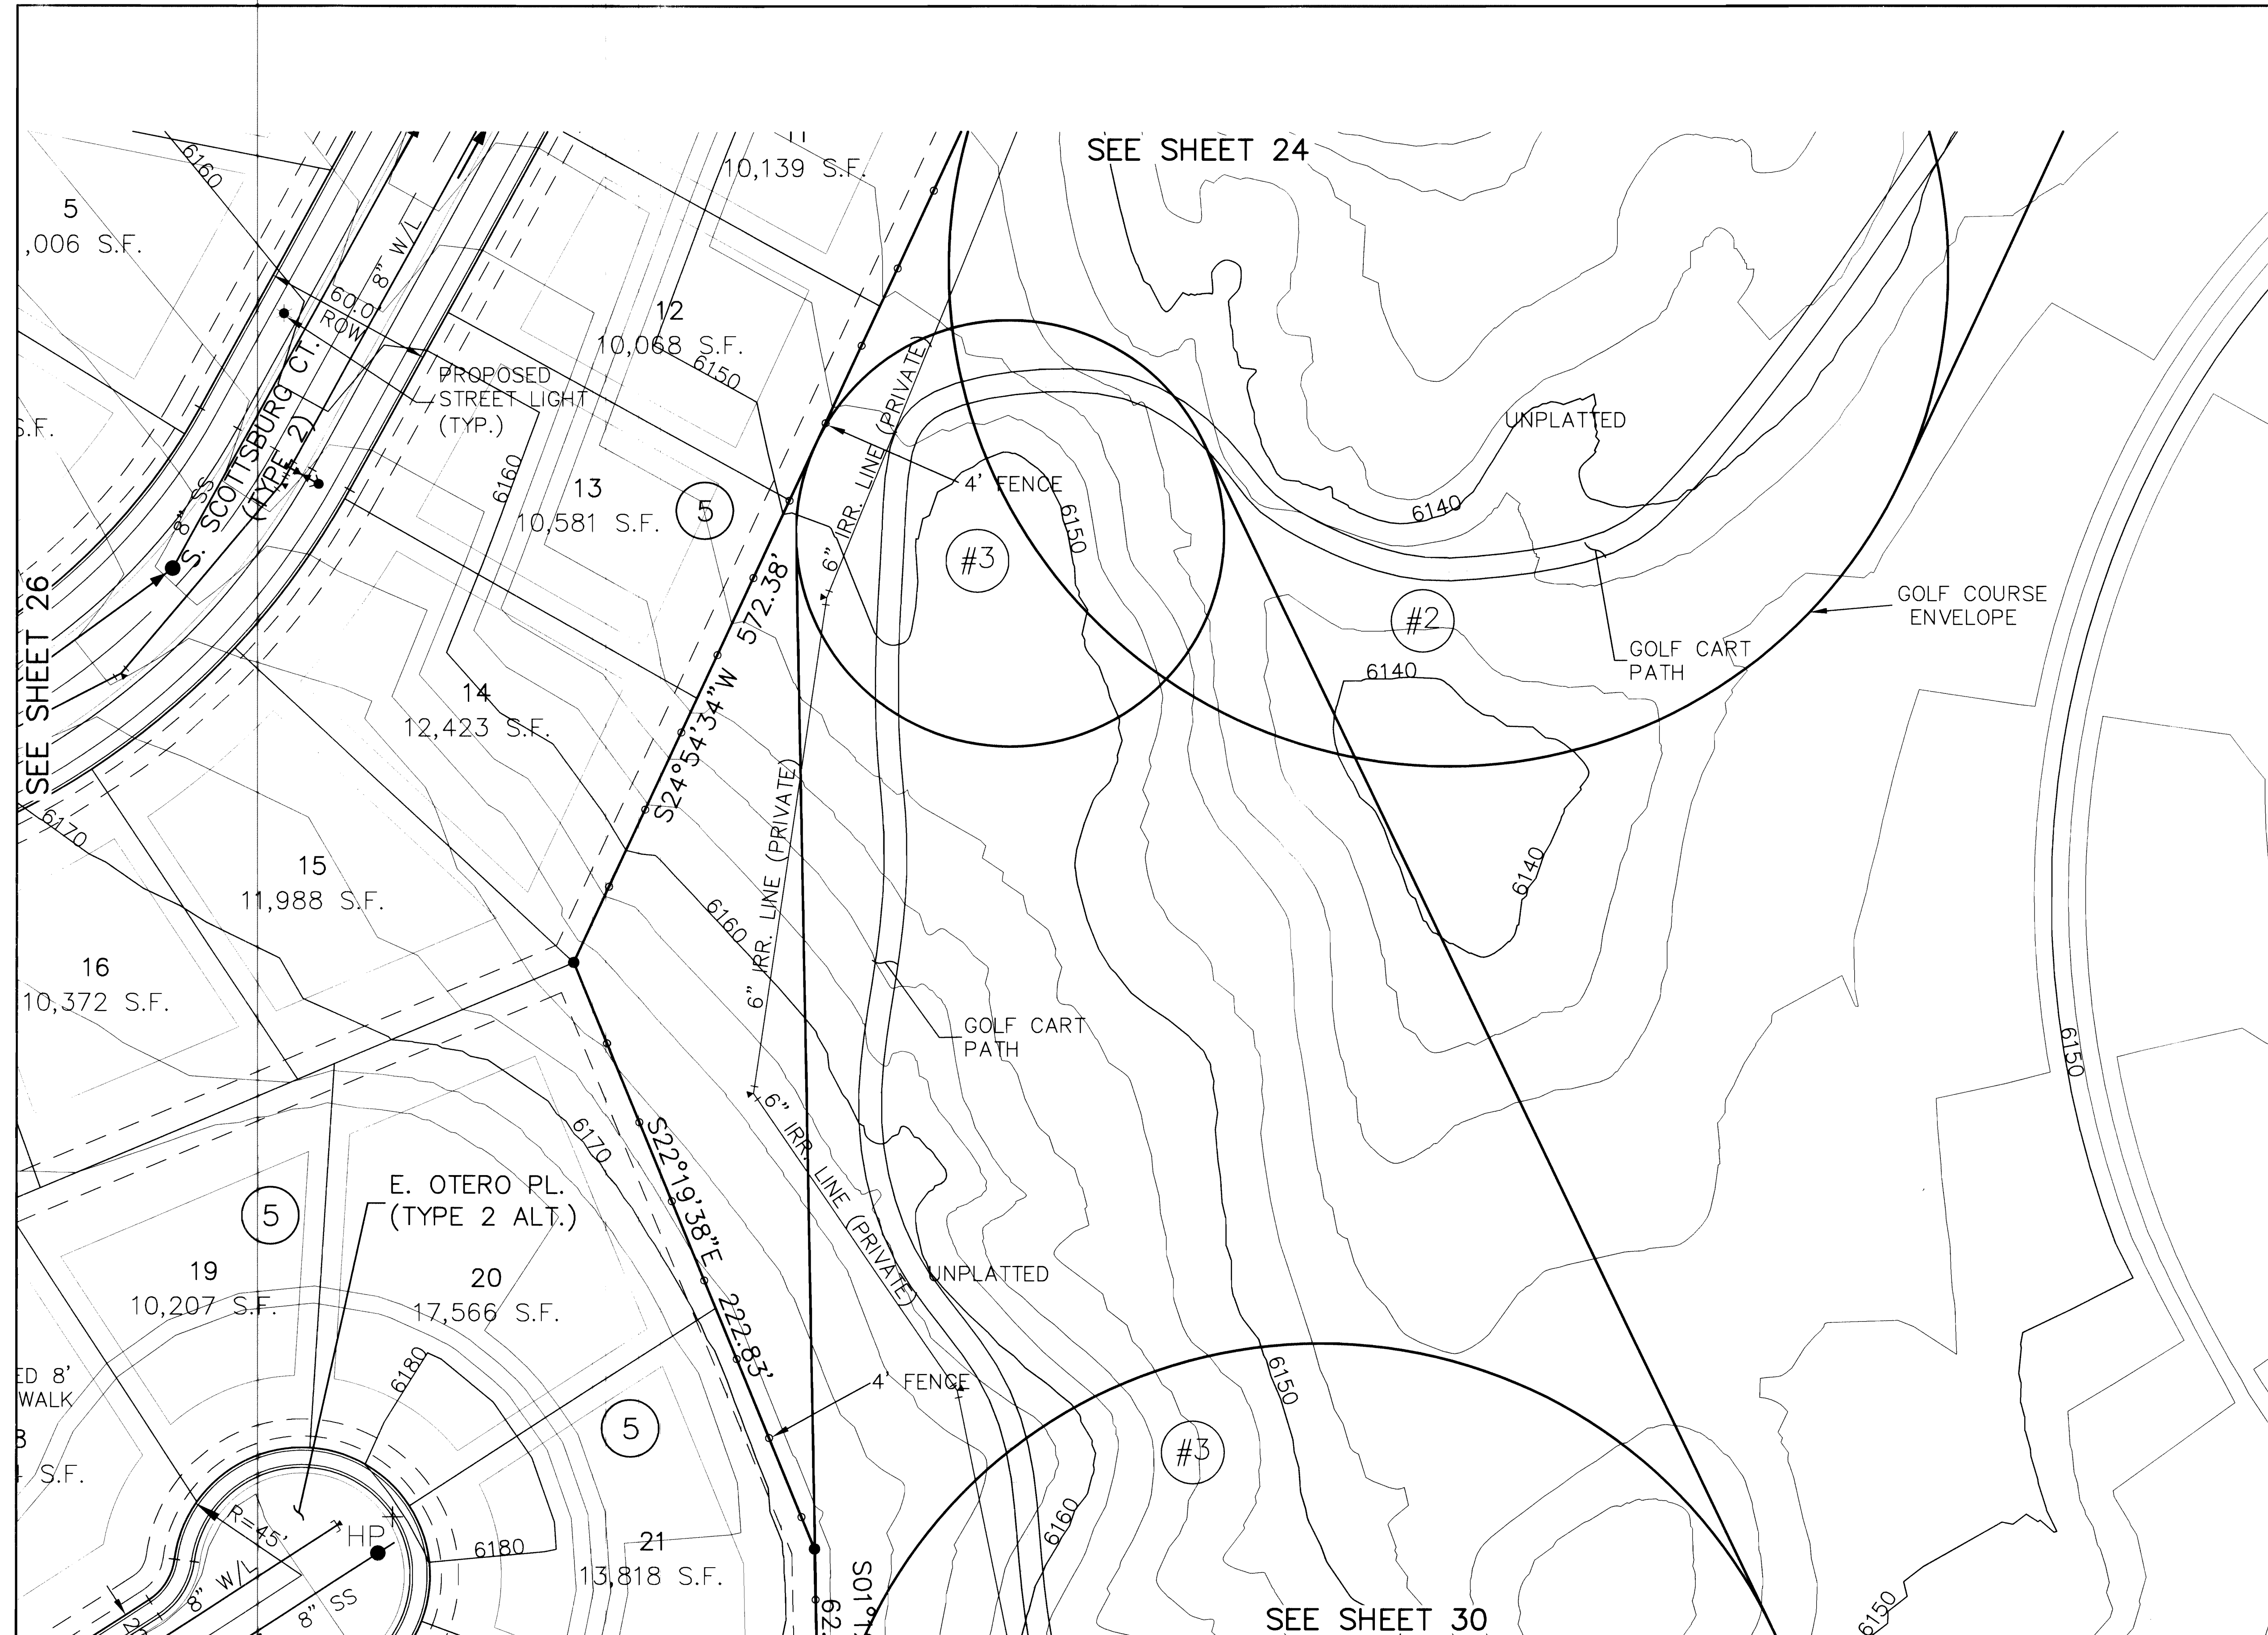 11
10,139 S.F.
SEE SHEET 24
6160
5
,006 S.F.
8" W/L
60.0'
ROW
12
10,068 S.F.
6150
PROPOSED
STREET LIGHT
(TYP.)
S. SCOTTSBURG CT.
(TYPE 2)
8" SS
S.F.
6160
13
10,581 S.F.
5
6" IRR. LINE (PRIVATE)
4' FENCE
#3
6150
UNPLATTED
6140
#2
GOLF COURSE
ENVELOPE
GOLF CART
PATH
6140
6140
SEE SHEET 26
S24°54'34"W 572.38'
14
12,423 S.F.
6170
15
11,988 S.F.
16
10,372 S.F.
6160
6" IRR. LINE (PRIVATE)
GOLF CART
PATH
6150
6" IRR. LINE (PRIVATE)
6170
S22°19'38"E 222.83'
E. OTERO PL.
(TYPE 2 ALT.)
5
19
10,207 S.F.
20
17,566 S.F.
UNPLATTED
6180
ED 8'
WALK
4' FENCE
6150
5
#3
S.F.
R=45'
HP
6180
8" W/L
8" SS
21
13,818 S.F.
6160
S01°
62.
SEE SHEET 30
6150